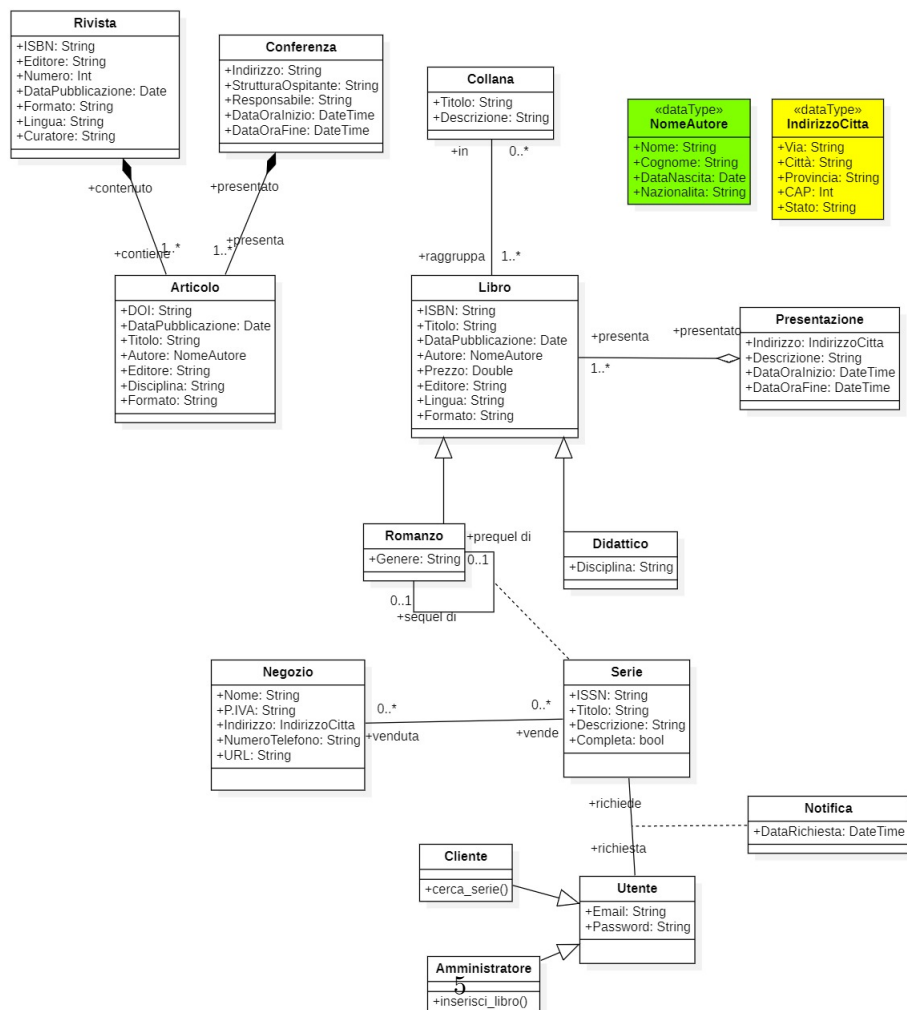 Rivista
+ISBN: String
+Editore: String
+Numero: Int
+DataPubblicazione: Date
+Formato: String
+Lingua: String
+Curatore: String
Conferenza
+Indirizzo: String
+StrutturaOspitante: String
+Responsabile: String
+DataOraInizio: DateTime
+DataOraFine: DateTime
Collana
+Titolo: String
+Descrizione: String
«dataType»
NomeAutore
+Nome: String
+Cognome: String
+DataNascita: Date
+Nazionalita: String
«dataType»
IndirizzoCitta
+Via: String
+Città: String
+Provincia: String
+CAP: Int
+Stato: String
+in
0..*
+contenuto
+presentato
+contiene
1..*
+presenta
1..*
+raggruppa
1..*
Articolo
+DOI: String
+DataPubblicazione: Date
+Titolo: String
+Autore: NomeAutore
+Editore: String
+Disciplina: String
+Formato: String
Libro
+ISBN: String
+Titolo: String
+DataPubblicazione: Date
+Autore: NomeAutore
+Prezzo: Double
+Editore: String
+Lingua: String
+Formato: String
+presenta
1..*
+presentato
Presentazione
+Indirizzo: IndirizzoCitta
+Descrizione: String
+DataOraInizio: DateTime
+DataOraFine: DateTime
Romanzo
+Genere: String
+prequel di
0..1
0..1
+sequel di
Didattico
+Disciplina: String
Negozio
+Nome: String
+P.IVA: String
+Indirizzo: IndirizzoCitta
+NumeroTelefono: String
+URL: String
0..*
+venduta
0..*
+vende
Serie
+ISSN: String
+Titolo: String
+Descrizione: String
+Completa: bool
+richiede
+richiesta
Notifica
+DataRichiesta: DateTime
Cliente
+cerca_serie()
Utente
+Email: String
+Password: String
Amministratore
+inserisci_libro()
5